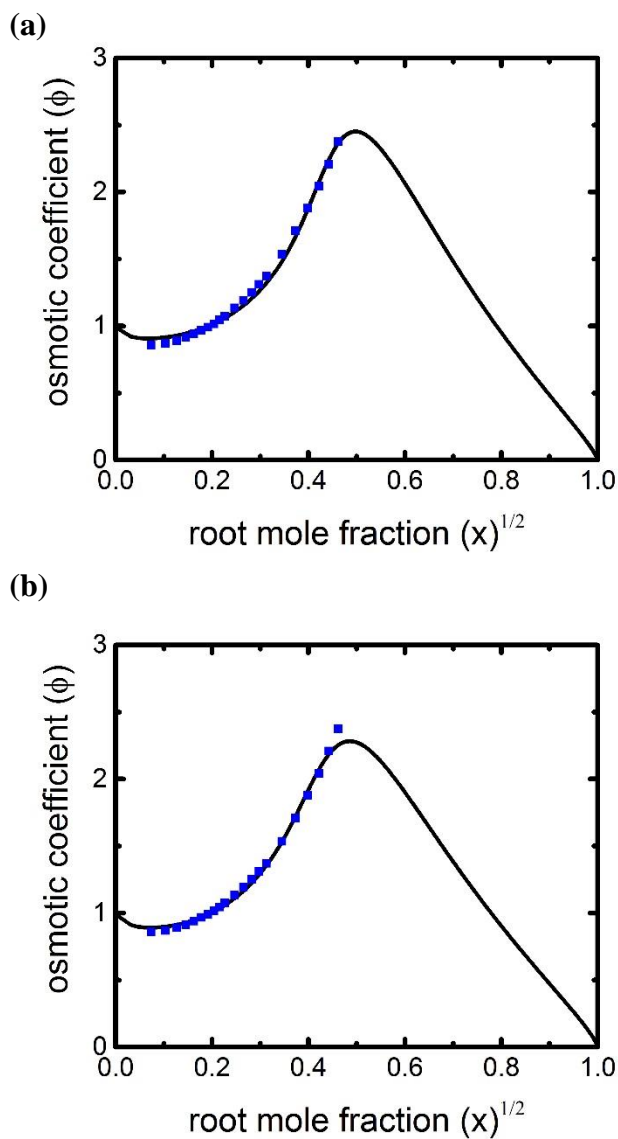 (a)
3
2
1
0
osmotic coefficient (ϕ)
0.0 0.2 0.4 0.6 0.8 1.0
root mole fraction (x)^{1/2}
(b)
3
2
1
0
osmotic coefficient (ϕ)
0.0 0.2 0.4 0.6 0.8 1.0
root mole fraction (x)^{1/2}